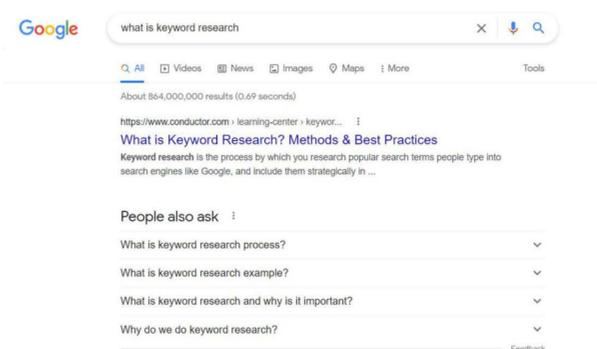 Google
what is keyword research
All Videos News Images Maps More Tools
About 864,000,000 results (0.69 seconds)
https://www.conductor.com › learning-center › keywor...
What is Keyword Research? Methods & Best Practices
Keyword research is the process by which you research popular search terms people type into
search engines like Google, and include them strategically in ...
People also ask
What is keyword research process?
What is keyword research example?
What is keyword research and why is it important?
Why do we do keyword research?
Feedback